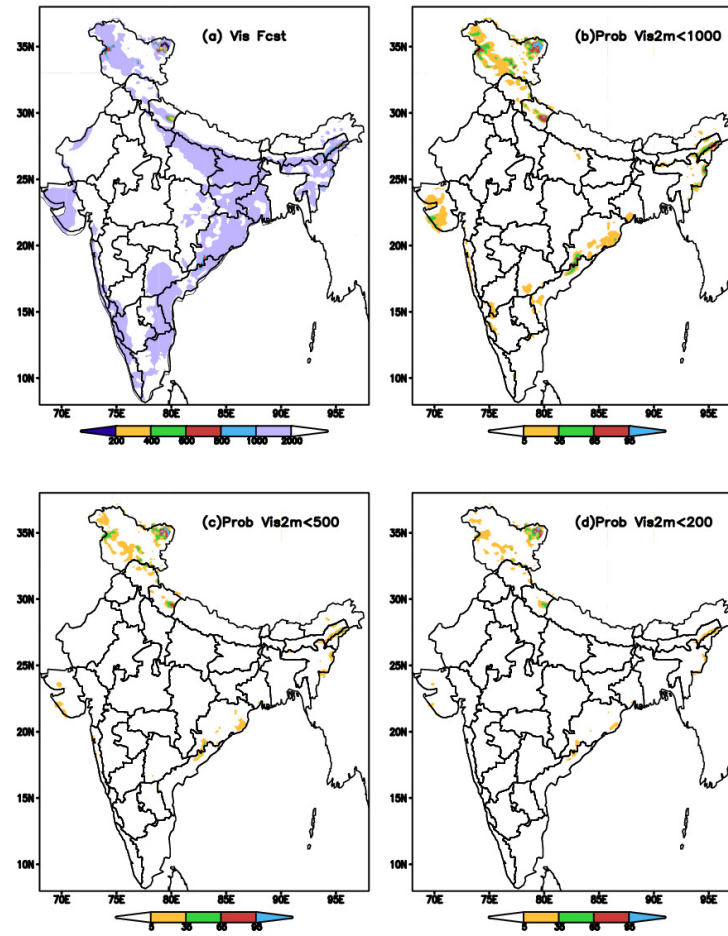 (a) Vis Fcst
35N
30N
25N
20N
15N
10N
70E 75E 80E 85E 90E 95E
200 400 600 800 1000 2000
(b)Prob Vis2m<1000
35N
30N
25N
20N
15N
10N
70E 75E 80E 85E 90E 95E
5 35 65 95
(c)Prob Vis2m<500
35N
30N
25N
20N
15N
10N
70E 75E 80E 85E 90E 95E
5 35 65 95
(d)Prob Vis2m<200
35N
30N
25N
20N
15N
10N
70E 75E 80E 85E 90E 95E
5 35 65 95